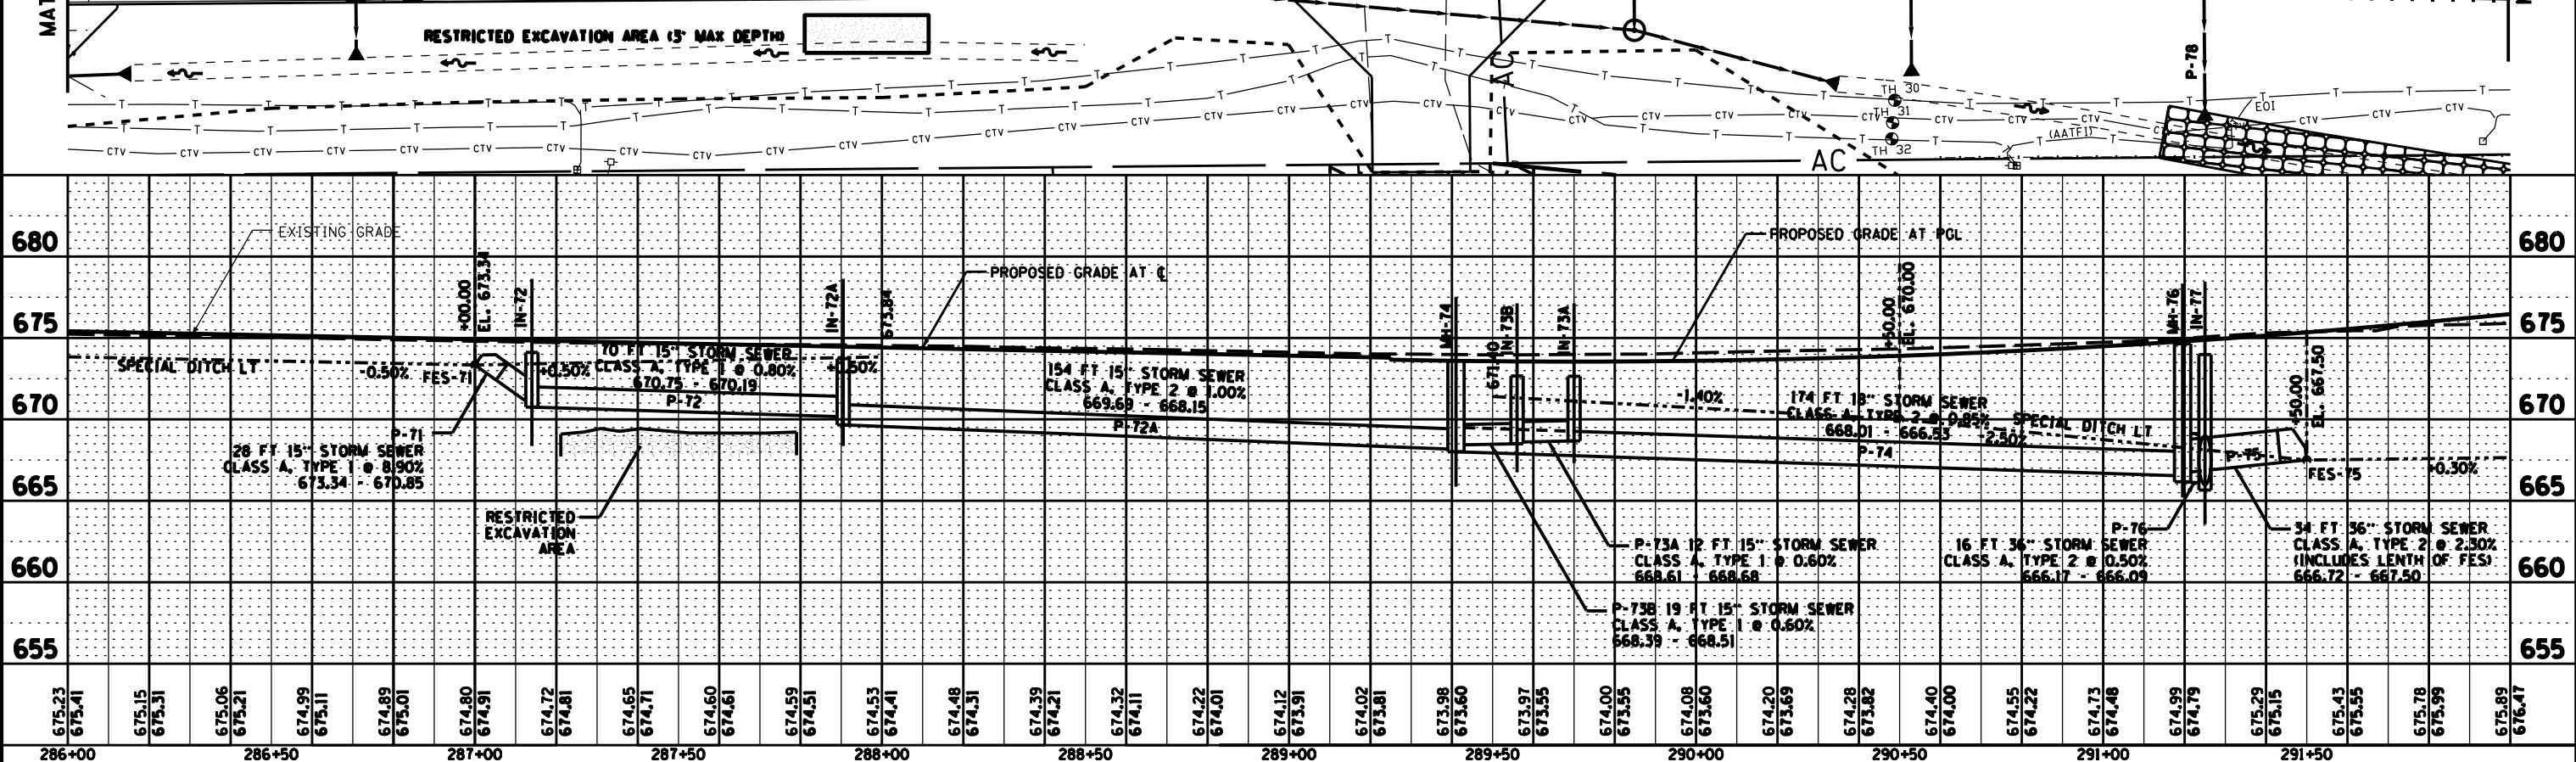 MAT
RESTRICTED EXCAVATION AREA (3' MAX DEPTH)
P-78
TH 30
TH 31
TH 32
(AATF1)
EOI
AC
AC
T T T T T T T T
CTV CTV CTV CTV CTV CTV CTV CTV
680
675
670
665
660
655
680
675
670
665
660
655
EXISTING GRADE
PROPOSED GRADE AT ℄
PROPOSED GRADE AT PGL
SPECIAL DITCH LT
-0.50%
+00.00
EL. 673.34
IN-72
FES-71
P-71
28 FT 15" STORM SEWER
CLASS A, TYPE 1 @ 8.90%
673.34 - 670.85
+0.50%
70 FT 15" STORM SEWER
CLASS A, TYPE 1 @ 0.80%
670.75 - 670.19
P-72
RESTRICTED
EXCAVATION
AREA
IN-72A
+0.50%
673.84
154 FT 15" STORM SEWER
CLASS A, TYPE 2 @ 1.00%
669.69 - 668.15
P-72A
MH-74
671.40
IN-73B
IN-73A
-1.40%
174 FT 18" STORM SEWER
CLASS A, TYPE 2 @ 0.85%
668.01 - 666.53
P-74
+50.00
EL. 670.00
-2.50%
SPECIAL DITCH LT
P-73A 12 FT 15" STORM SEWER
CLASS A, TYPE 1 @ 0.60%
668.61 - 668.68
P-73B 19 FT 15" STORM SEWER
CLASS A, TYPE 1 @ 0.60%
668.39 - 668.51
MH-76
IN-77
P-76
16 FT 36" STORM SEWER
CLASS A, TYPE 2 @ 0.50%
666.17 - 666.09
P-75
+50.00
EL. 667.50
FES-75
+0.30%
34 FT 36" STORM SEWER
CLASS A, TYPE 2 @ 2.30%
(INCLUDES LENTH OF FES)
666.72 - 667.50
675.23 675.15 675.06 674.99 674.89 674.80 674.72 674.65 674.60 674.59 674.53 674.48 674.39 674.32 674.22 674.12 674.02 673.98 673.97 674.00 674.08 674.20 674.28 674.40 674.55 674.73 674.99 675.29 675.43 675.78 675.89
675.41 675.31 675.21 675.11 675.01 674.91 674.81 674.71 674.61 674.51 674.41 674.31 674.21 674.11 674.01 673.91 673.81 673.60 673.55 673.55 673.60 673.69 673.82 674.00 674.22 674.48 674.79 675.15 675.55 675.99 676.47
286+00 286+50 287+00 287+50 288+00 288+50 289+00 289+50 290+00 290+50 291+00 291+50